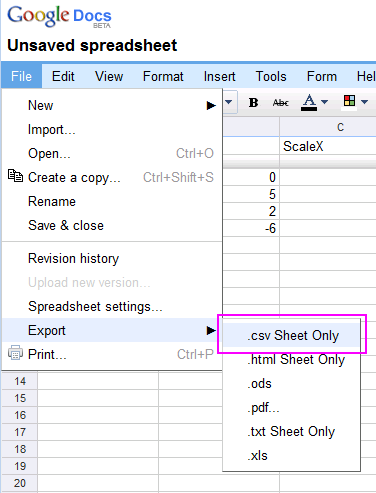 Google Docs
BETA
Unsaved spreadsheet
File Edit View Format Insert Tools Form Hel
New
Import...
B Abc A
Open... Ctrl+O
C
Create a copy... Ctrl+Shift+S
ScaleX
Rename
0
Save & close
5
2
-6
Revision history
Upload new version...
Spreadsheet settings...
Export
Print... Ctrl+P
.csv Sheet Only
.html Sheet Only
.ods
.pdf...
.txt Sheet Only
.xls
14
15
16
17
18
19
20